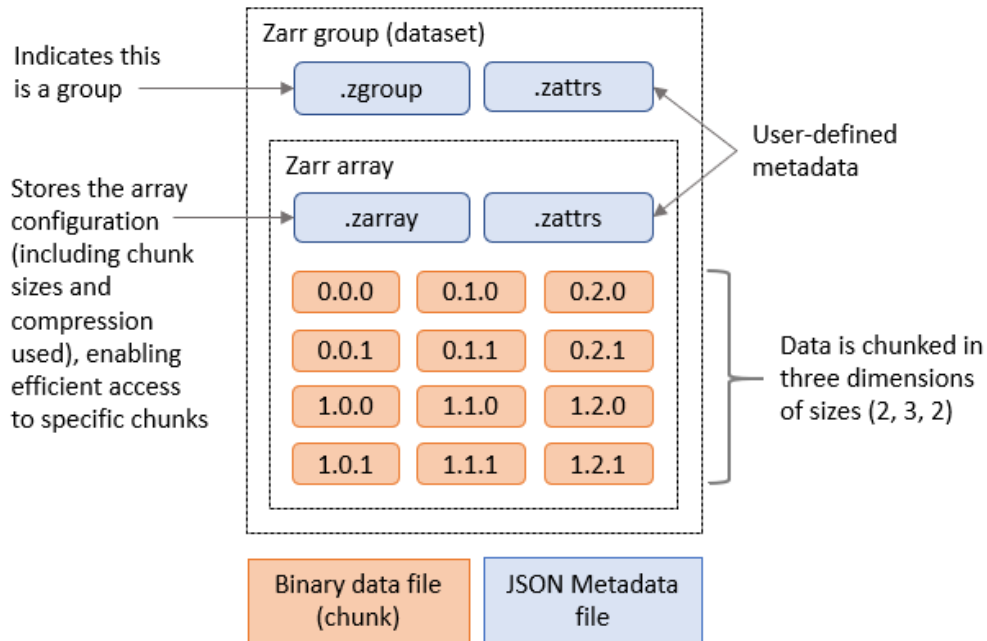 Zarr group (dataset)
Indicates this
is a group
.zgroup
.zattrs
User-defined
metadata
Zarr array
Stores the array
configuration
(including chunk
sizes and
compression
used), enabling
efficient access
to specific chunks
.zarray
.zattrs
0.0.0 0.1.0 0.2.0
0.0.1 0.1.1 0.2.1
1.0.0 1.1.0 1.2.0
1.0.1 1.1.1 1.2.1
Data is chunked in
three dimensions
of sizes (2, 3, 2)
Binary data file
(chunk)
JSON Metadata
file